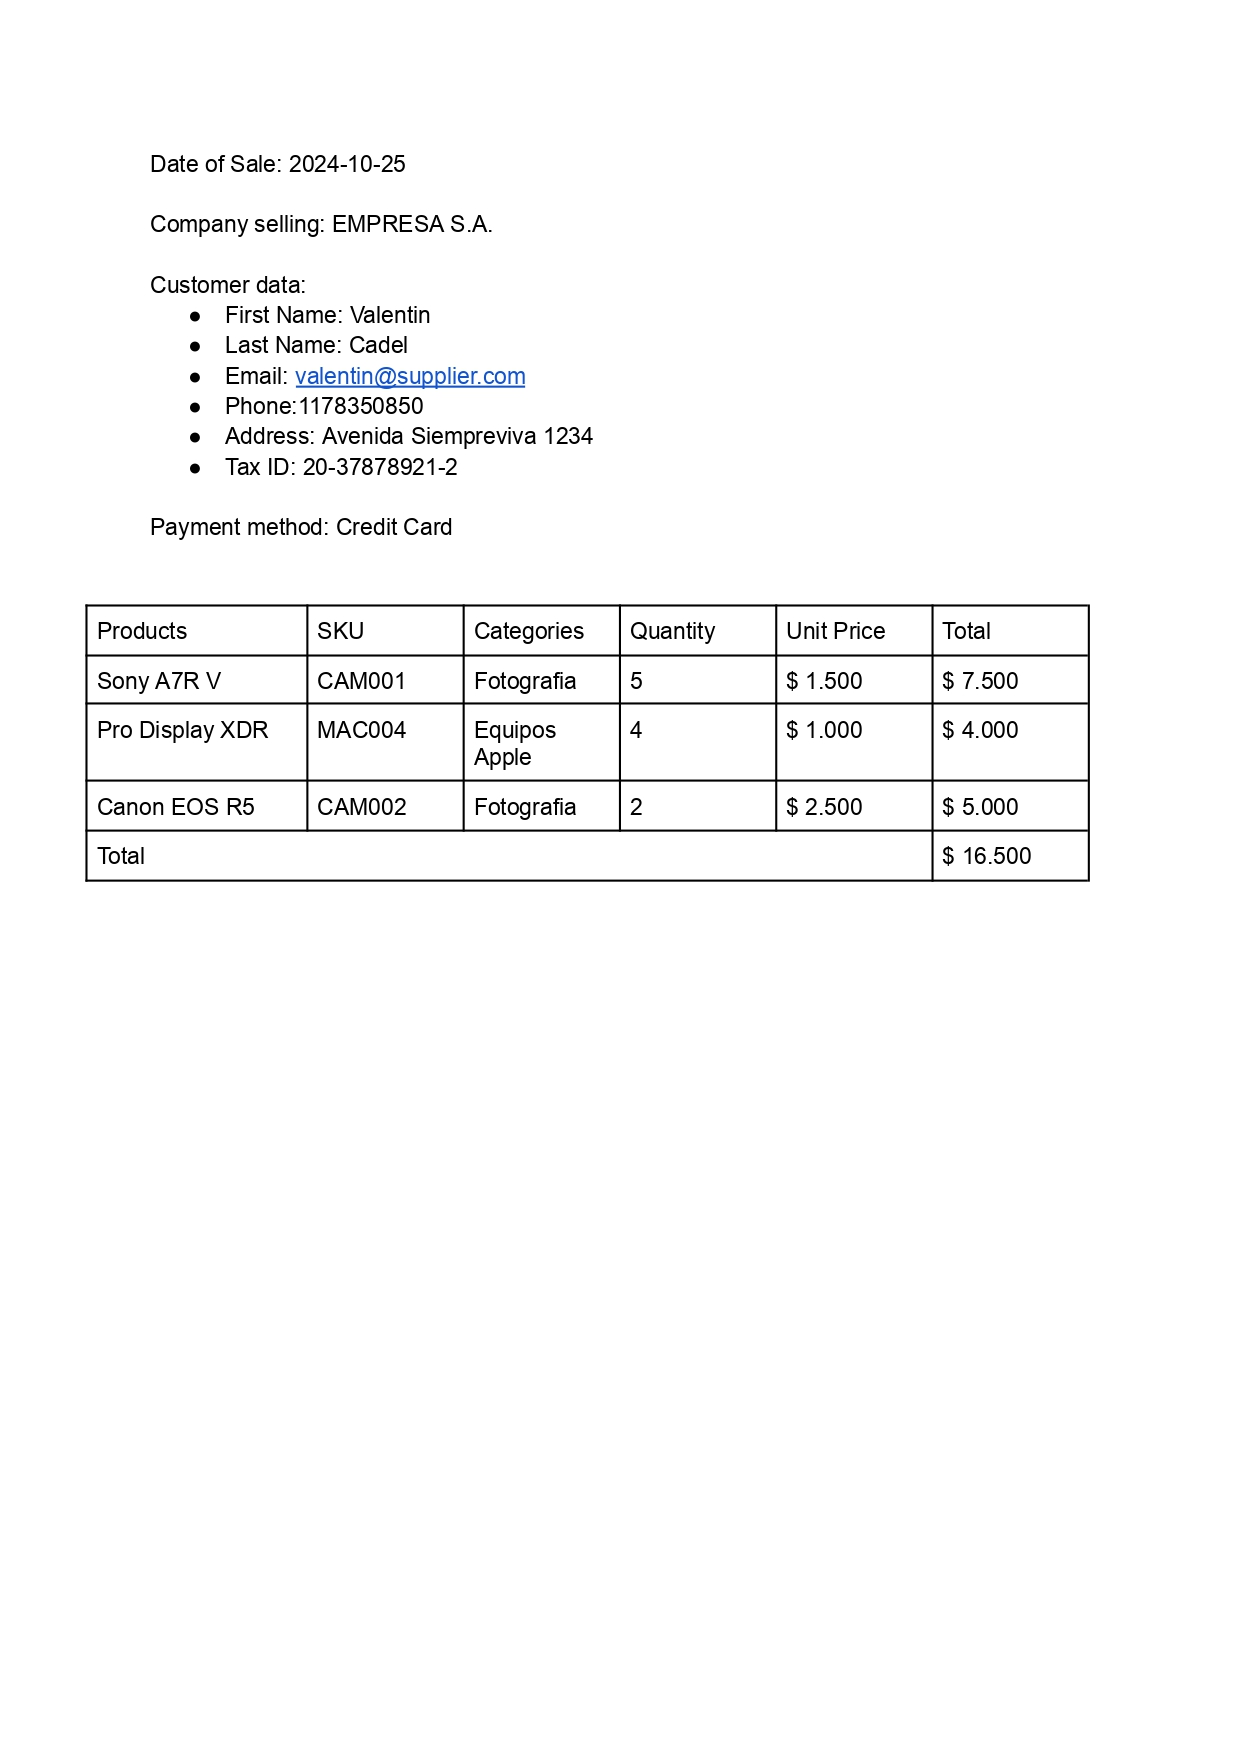 Date of Sale: 2024-10-25
Company selling: EMPRESA S.A.
Customer data:
● First Name: Valentin
● Last Name: Cadel
● Email: valentin@supplier.com
● Phone:1178350850
● Address: Avenida Siempreviva 1234
● Tax ID: 20-37878921-2
Payment method: Credit Card
Products SKU Categories Quantity Unit Price Total
Sony A7R V CAM001 Fotografia 5 $ 1.500 $ 7.500
Pro Display XDR MAC004 Equipos 4 $ 1.000 $ 4.000
Apple
Canon EOS R5 CAM002 Fotografia 2 $ 2.500 $ 5.000
Total $ 16.500